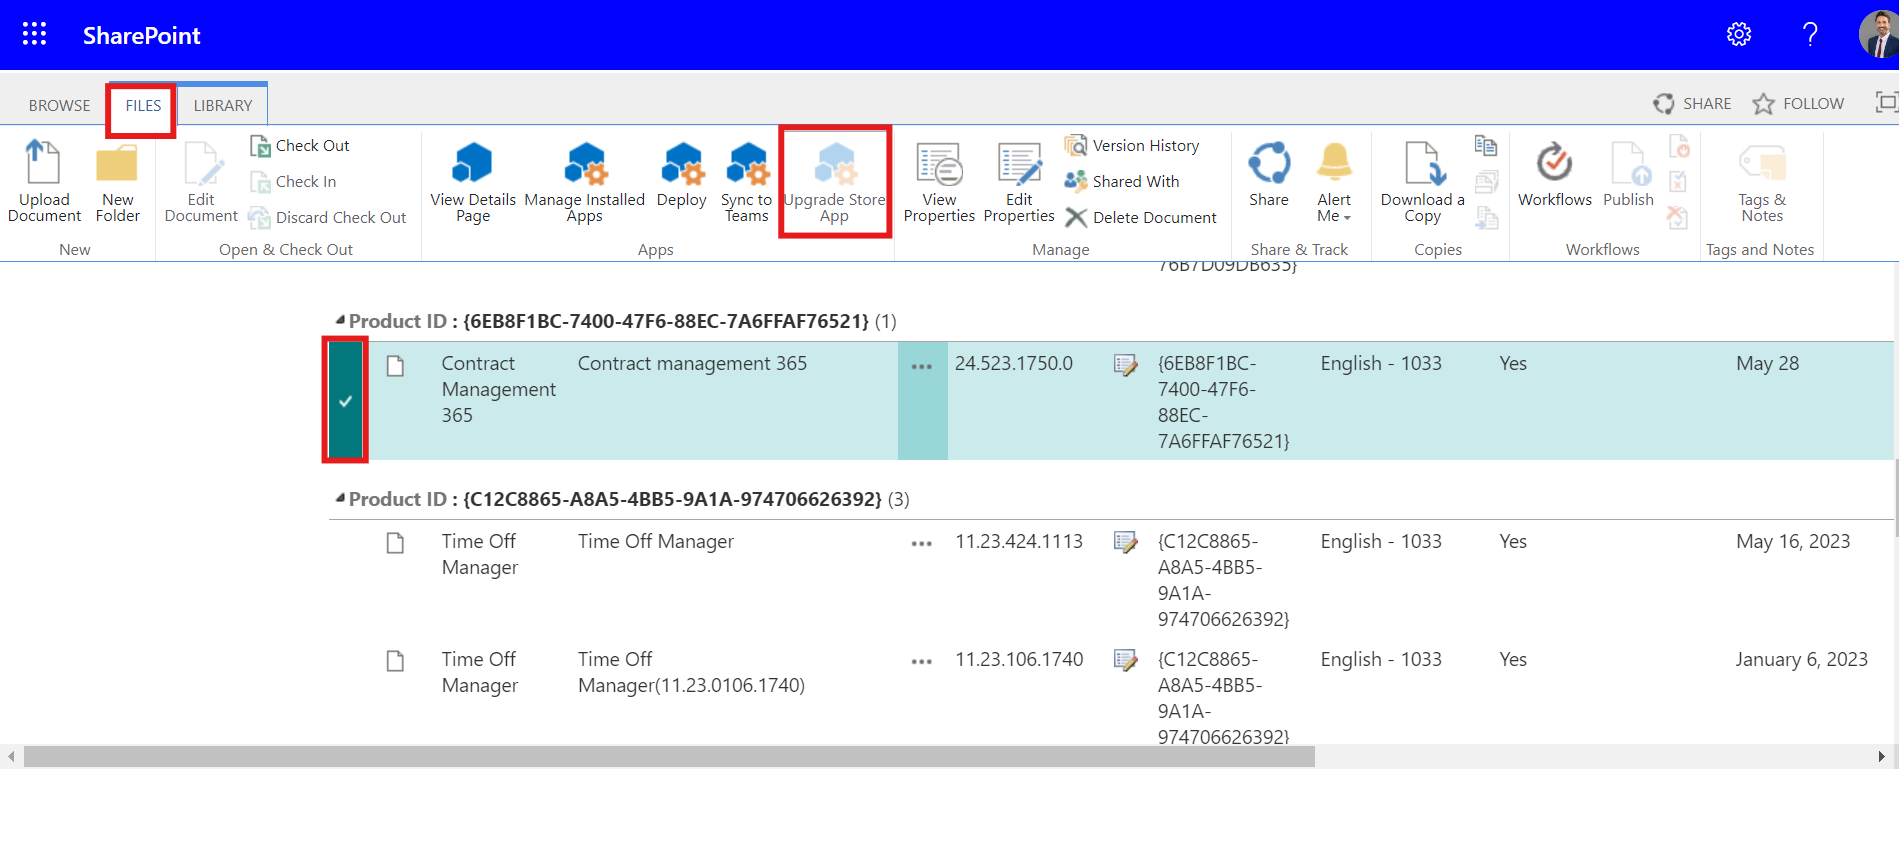 SharePoint
?
BROWSE
FILES
LIBRARY
SHARE
FOLLOW
Upload
Document
New
Folder
New
Edit
Document
Check Out
Check In
Discard Check Out
Open & Check Out
View Details
Page
Manage Installed
Apps
Deploy
Sync to
Teams
Upgrade Store
App
Apps
View
Properties
Edit
Properties
Version History
Shared With
Delete Document
Manage
Share
Alert
Me
Share & Track
Download a
Copy
Copies
Workflows
Publish
Workflows
Tags &
Notes
Tags and Notes
76B7D09DB635}
Product ID : {6EB8F1BC-7400-47F6-88EC-7A6FFAF76521} (1)
Contract
Management
365
Contract management 365
...
24.523.1750.0
{6EB8F1BC-
7400-47F6-
88EC-
7A6FFAF76521}
English - 1033
Yes
May 28
Product ID : {C12C8865-A8A5-4BB5-9A1A-974706626392} (3)
Time Off
Manager
Time Off Manager
...
11.23.424.1113
{C12C8865-
A8A5-4BB5-
9A1A-
974706626392}
English - 1033
Yes
May 16, 2023
Time Off
Manager
Time Off
Manager(11.23.0106.1740)
...
11.23.106.1740
{C12C8865-
A8A5-4BB5-
9A1A-
974706626392}
English - 1033
Yes
January 6, 2023